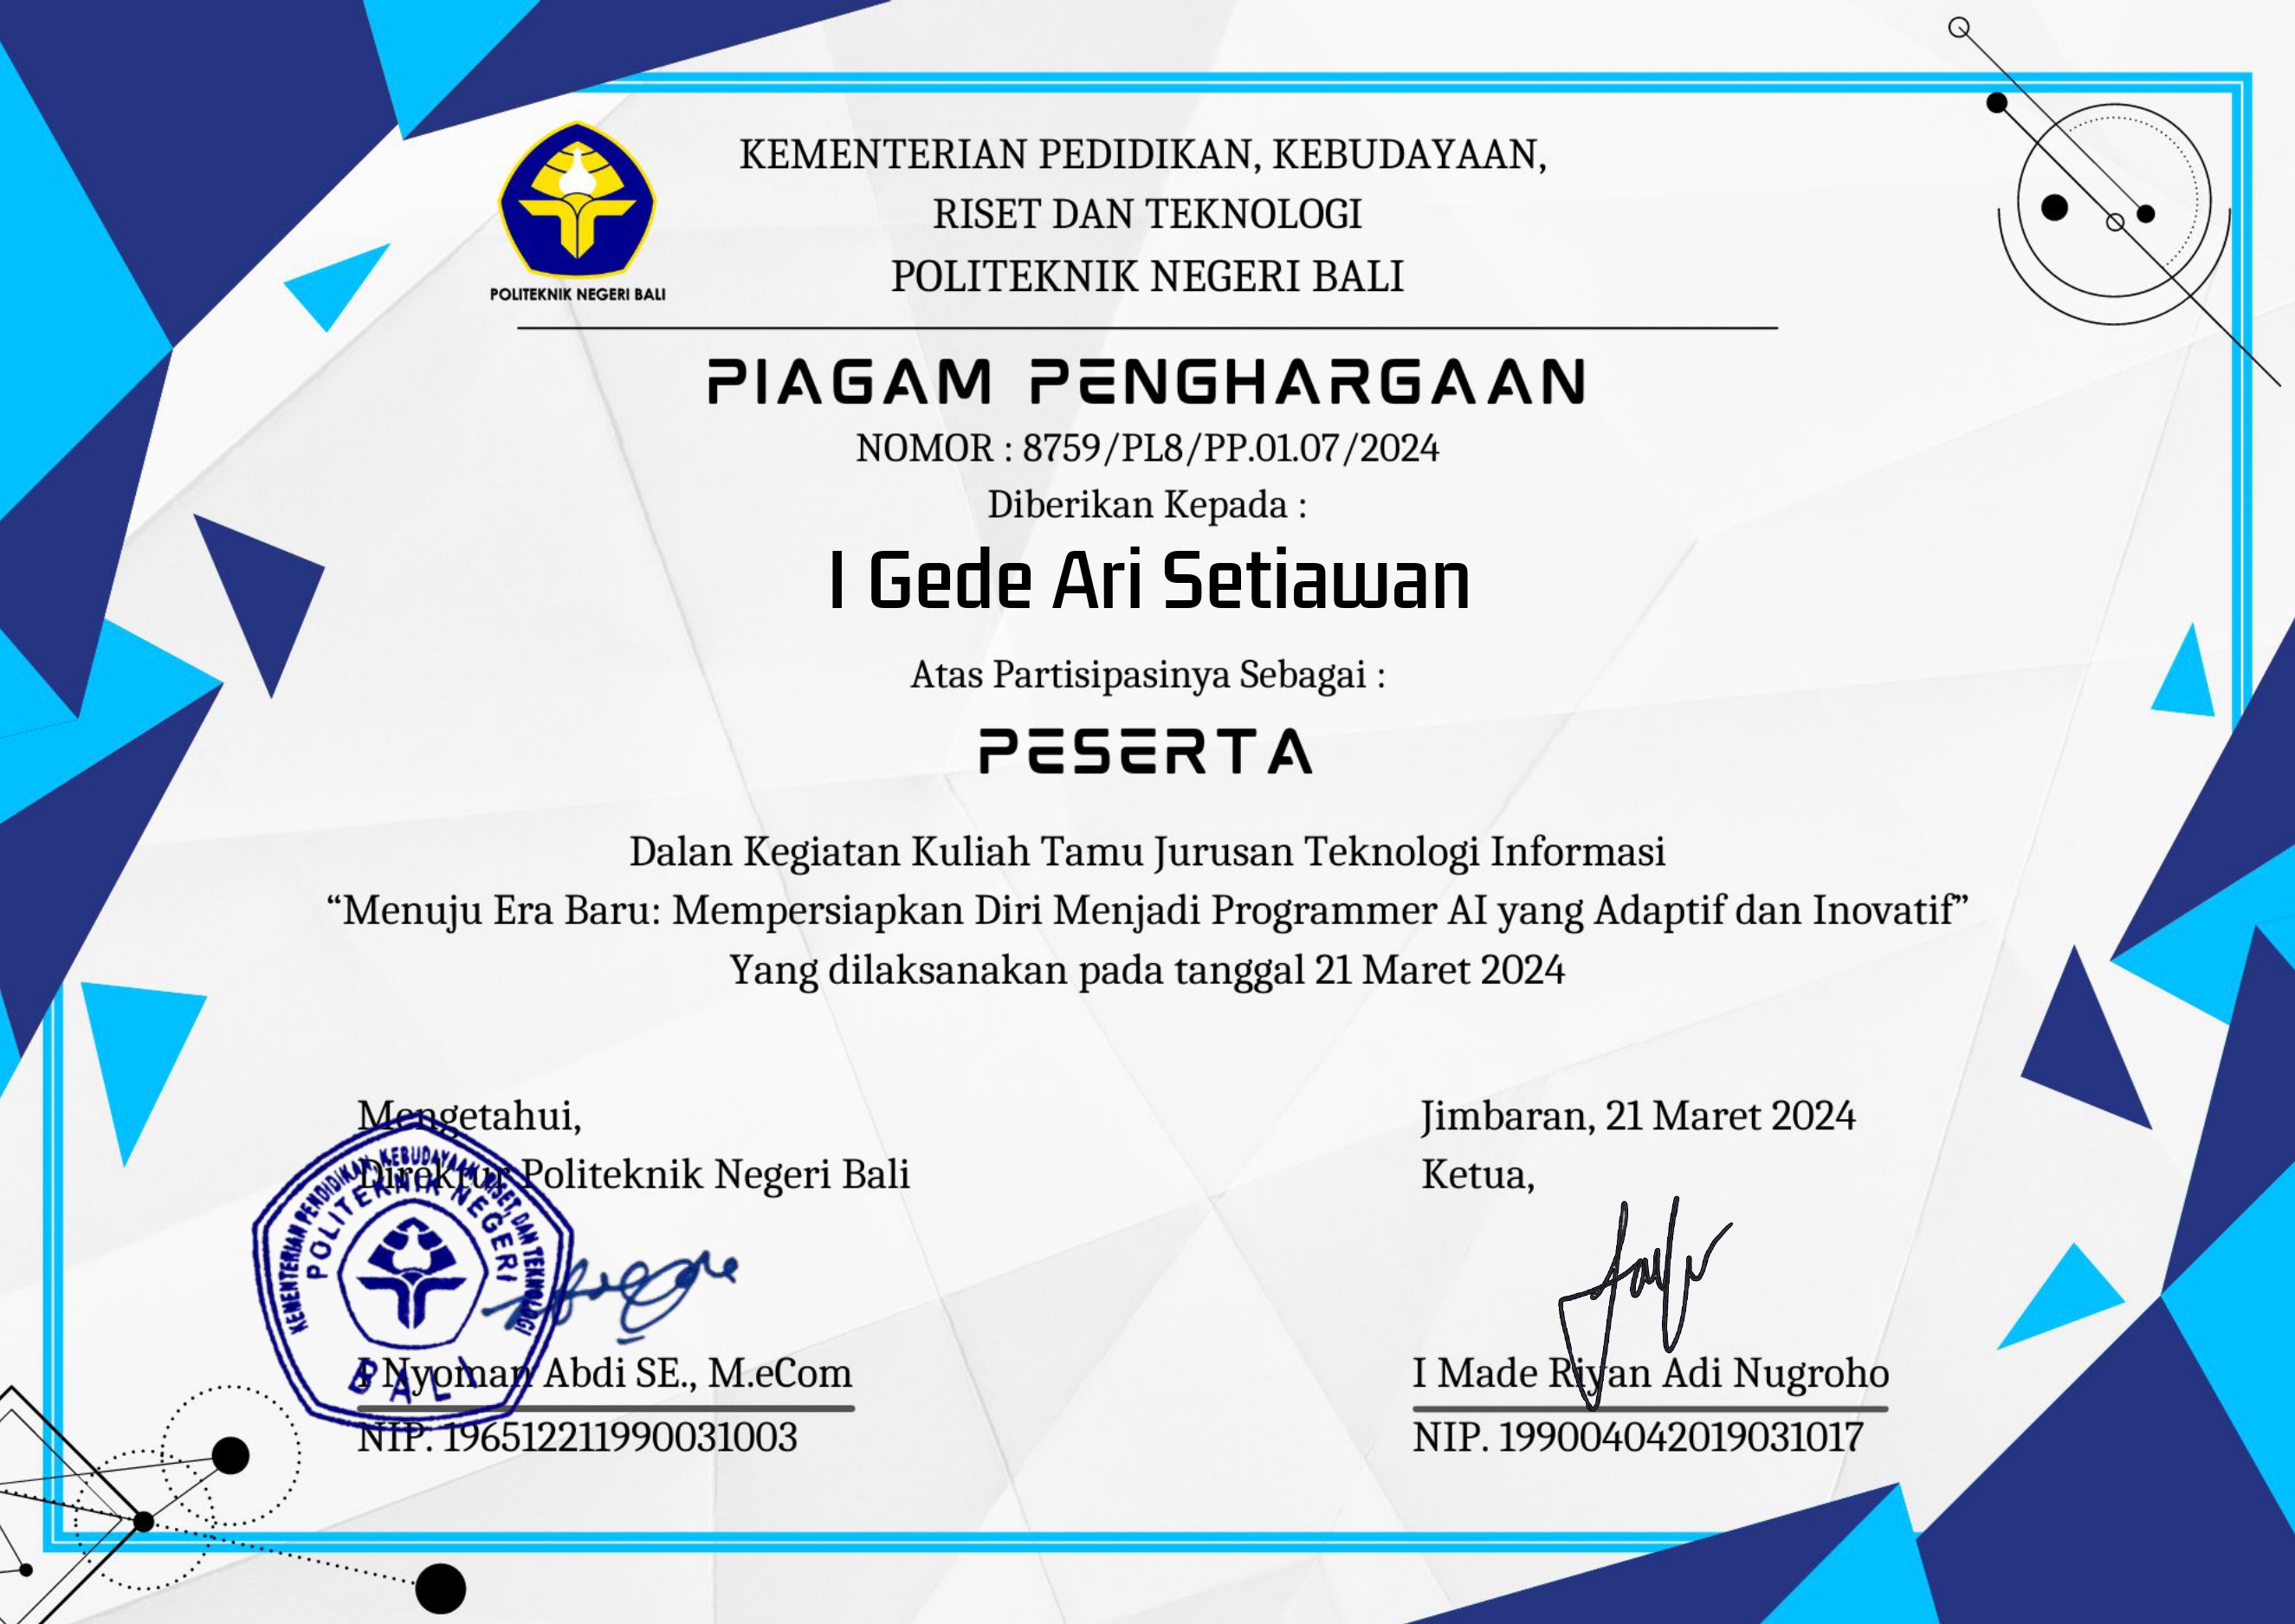 KEMENTERIAN PEDIDIKAN, KEBUDAYAAN,
RISET DAN TEKNOLOGI
POLITEKNIK NEGERI BALI
POLITEKNIK NEGERI BALI
PIAGAM PENGHARGAAN
NOMOR : 8759/PL8/PP.01.07/2024
Diberikan Kepada :
I Gede Ari Setiawan
Atas Partisipasinya Sebagai :
PESERTA
Dalan Kegiatan Kuliah Tamu Jurusan Teknologi Informasi
“Menuju Era Baru: Mempersiapkan Diri Menjadi Programmer AI yang Adaptif dan Inovatif”
Yang dilaksanakan pada tanggal 21 Maret 2024
Mengetahui,
Direktur Politeknik Negeri Bali
KEMENTERIAN PENDIDIKAN, KEBUDAYAAN, RISET, DAN TEKNOLOGI
POLITEKNIK NEGERI
BALI
I Nyoman Abdi SE., M.eCom
NIP. 196512211990031003
Jimbaran, 21 Maret 2024
Ketua,
I Made Riyan Adi Nugroho
NIP. 199004042019031017